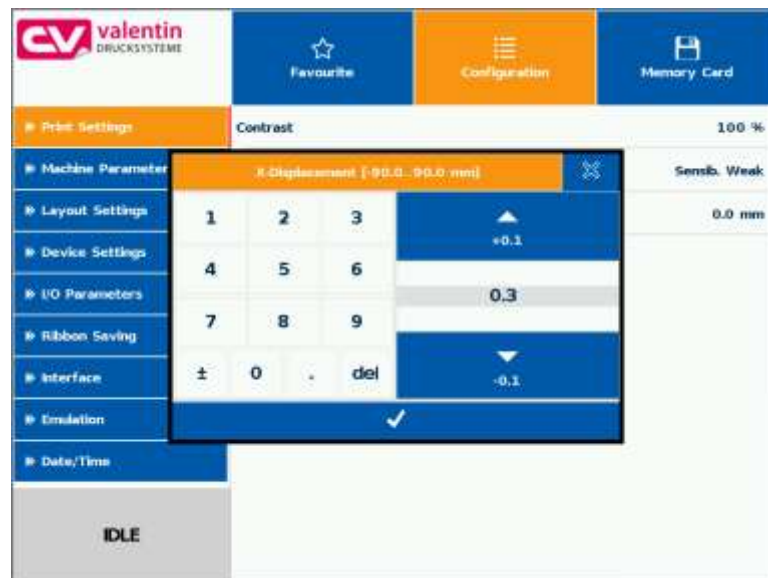 CV valentin
DRUCKSYSTEME
Favourite
Configuration
Memory Card
Print Settings
Contrast 100 %
Machine Parameter
Sensib. Weak
Layout Settings
0.0 mm
Device Settings
I/O Parameters
Ribbon Saving
Interface
Emulation
Date/Time
IDLE
X-Displacement [-90.0..90.0 mm]
1 2 3
+0.1
4 5 6
0.3
7 8 9
± 0 . del
-0.1